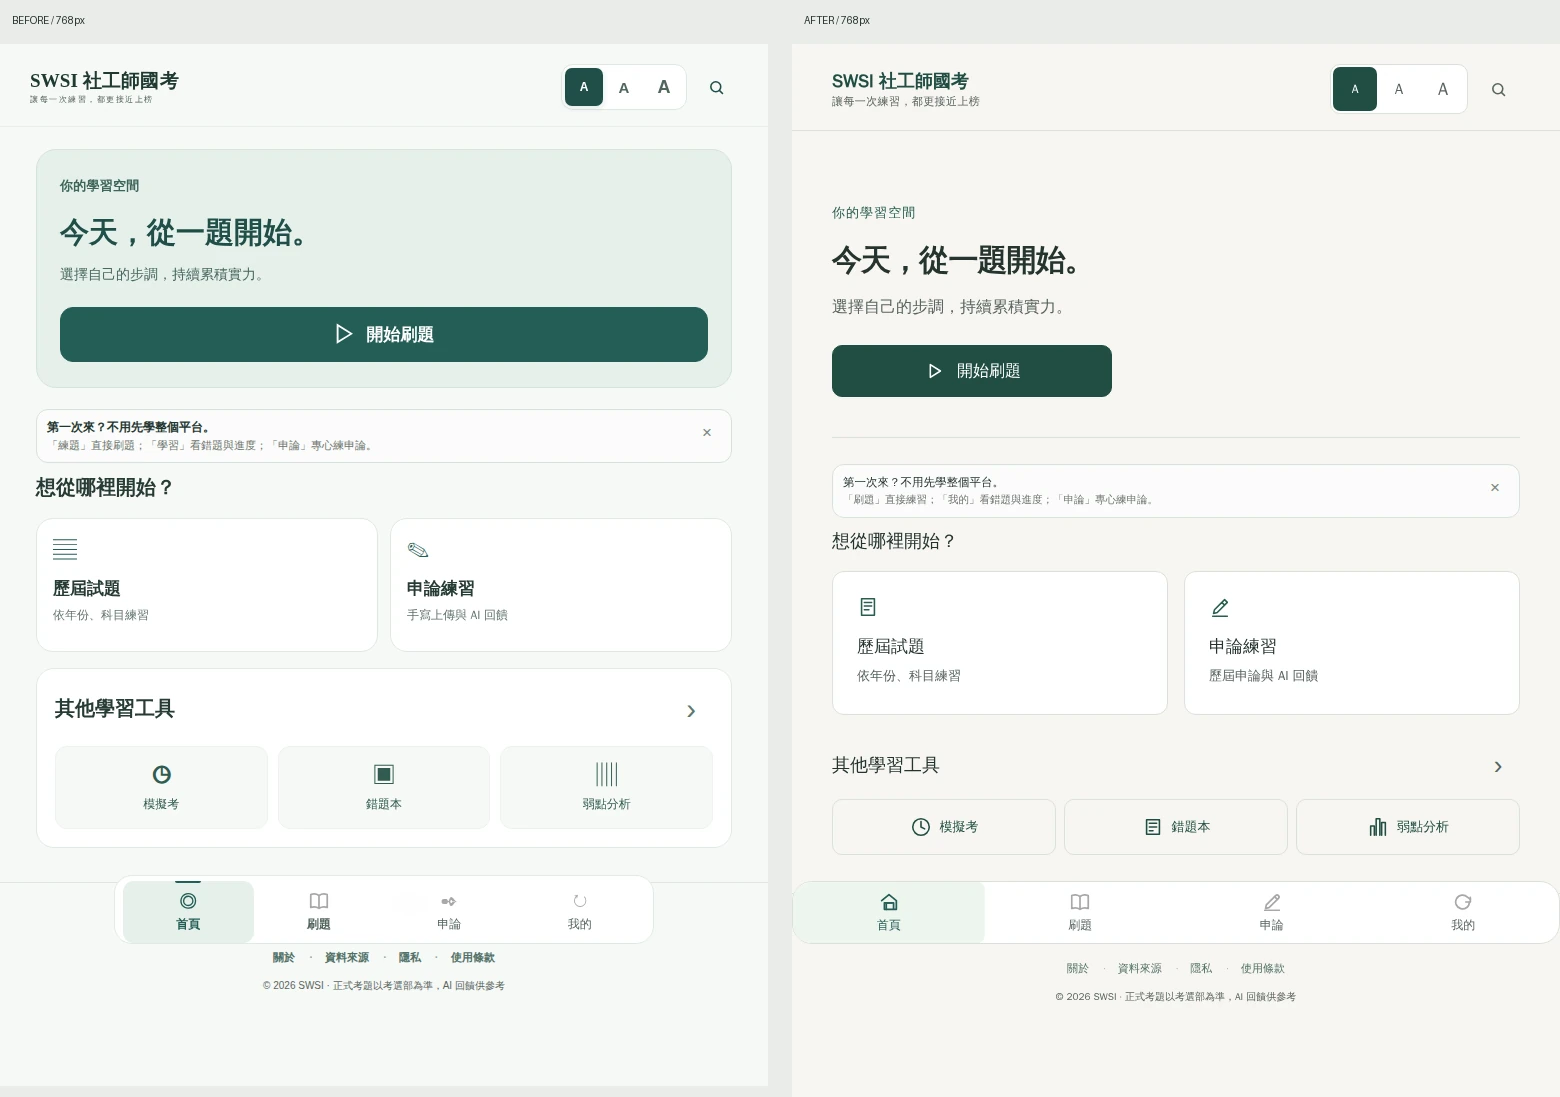 BEFORE / 768px
SWSI 社工師國考
讓每一次練習，都更接近上榜
A A A
你的學習空間
今天，從一題開始。
選擇自己的步調，持續累積實力。
開始刷題
第一次來？不用先學整個平台。
「練題」直接刷題；「學習」看錯題與進度；「申論」專心練申論。
×
想從哪裡開始？
歷屆試題
依年份、科目練習
申論練習
手寫上傳與 AI 回饋
其他學習工具
模擬考
錯題本
弱點分析
首頁
刷題
申論
我的
關於 · 資料來源 · 隱私 · 使用條款
© 2026 SWSI · 正式考題以考選部為準，AI 回饋供參考
AFTER / 768px
SWSI 社工師國考
讓每一次練習，都更接近上榜
A A A
你的學習空間
今天，從一題開始。
選擇自己的步調，持續累積實力。
開始刷題
第一次來？不用先學整個平台。
「刷題」直接練習；「我的」看錯題與進度；「申論」專心練申論。
×
想從哪裡開始？
歷屆試題
依年份、科目練習
申論練習
歷屆申論與 AI 回饋
其他學習工具
模擬考
錯題本
弱點分析
首頁
刷題
申論
我的
關於 · 資料來源 · 隱私 · 使用條款
© 2026 SWSI · 正式考題以考選部為準，AI 回饋供參考